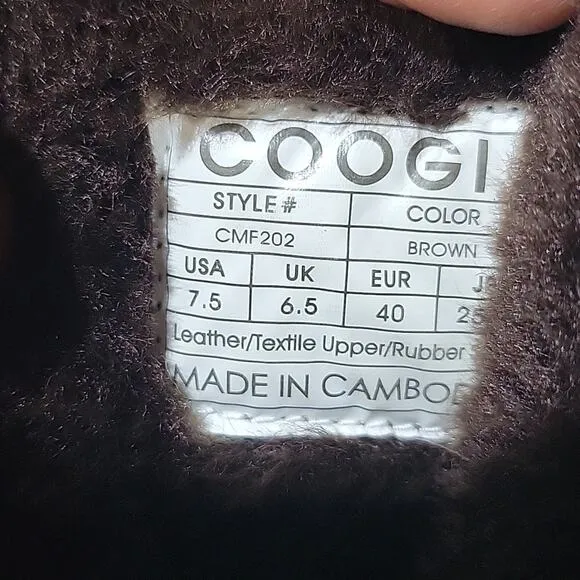 COOGI
STYLE # COLOR
CMF202 BROWN
USA UK EUR
7.5 6.5 40
Leather/Textile Upper/Rubber
MADE IN